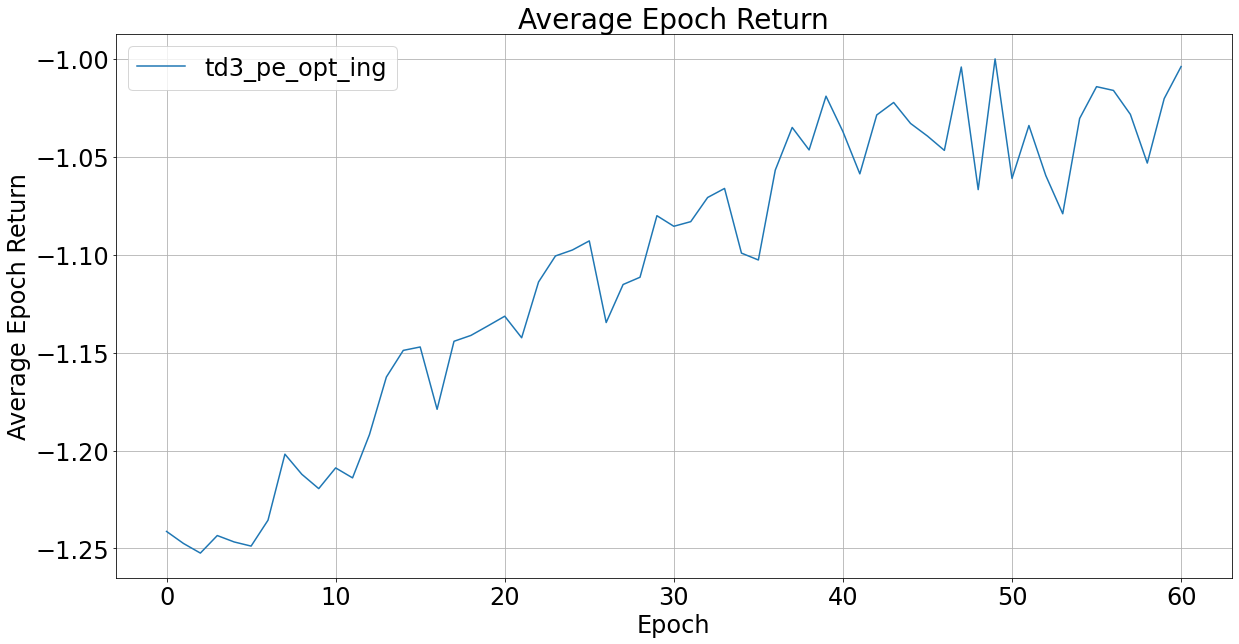 Average Epoch Return
td3_pe_opt_ing
−1.00
−1.05
−1.10
−1.15
−1.20
−1.25
Average Epoch Return
0 10 20 30 40 50 60
Epoch